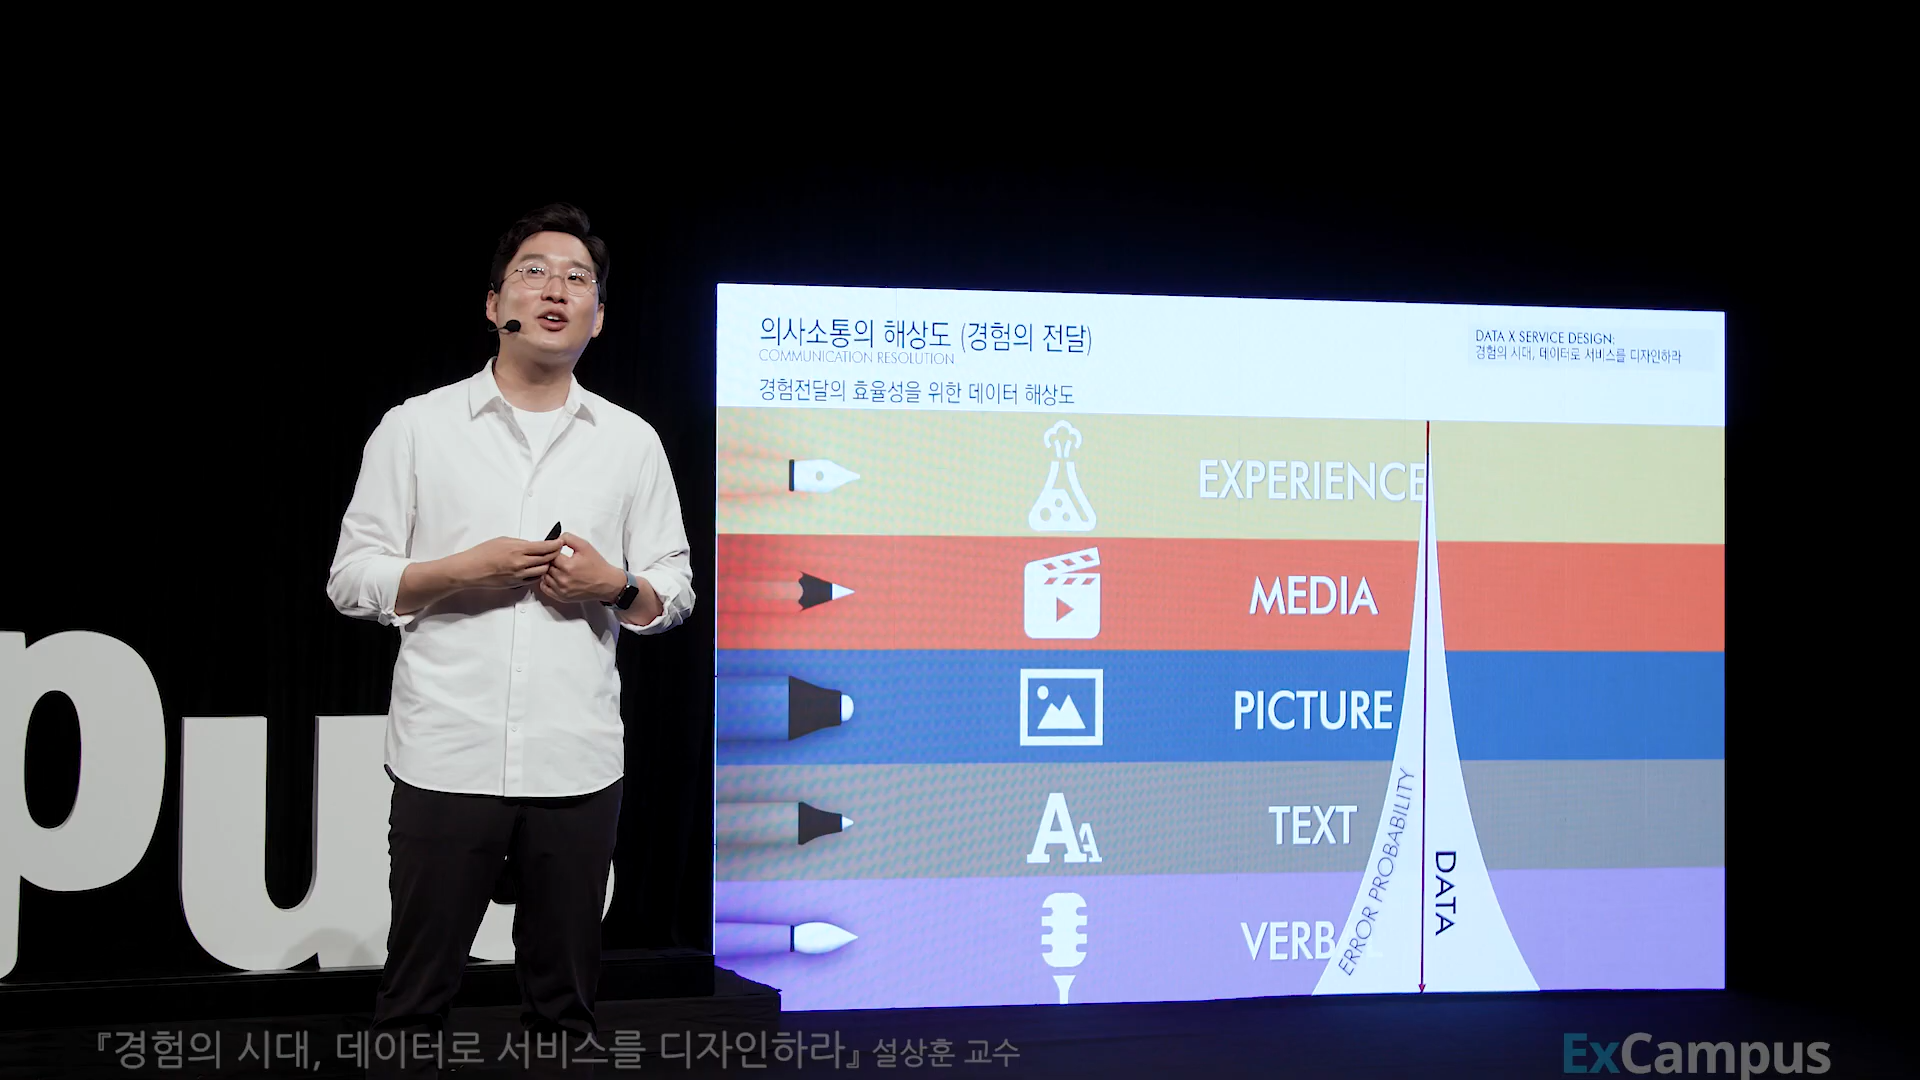 의사소통의 해상도 (경험의 전달)
COMMUNICATION RESOLUTION
경험전달의 효율성을 위한 데이터 해상도
DATA X SERVICE DESIGN:
경험의 시대, 데이터로 서비스를 디자인하라
EXPERIENCE
MEDIA
PICTURE
TEXT
VERBAL
ERROR PROBABILITY
DATA
pus
『경험의 시대, 데이터로 서비스를 디자인하라』 설상훈 교수
ExCampus